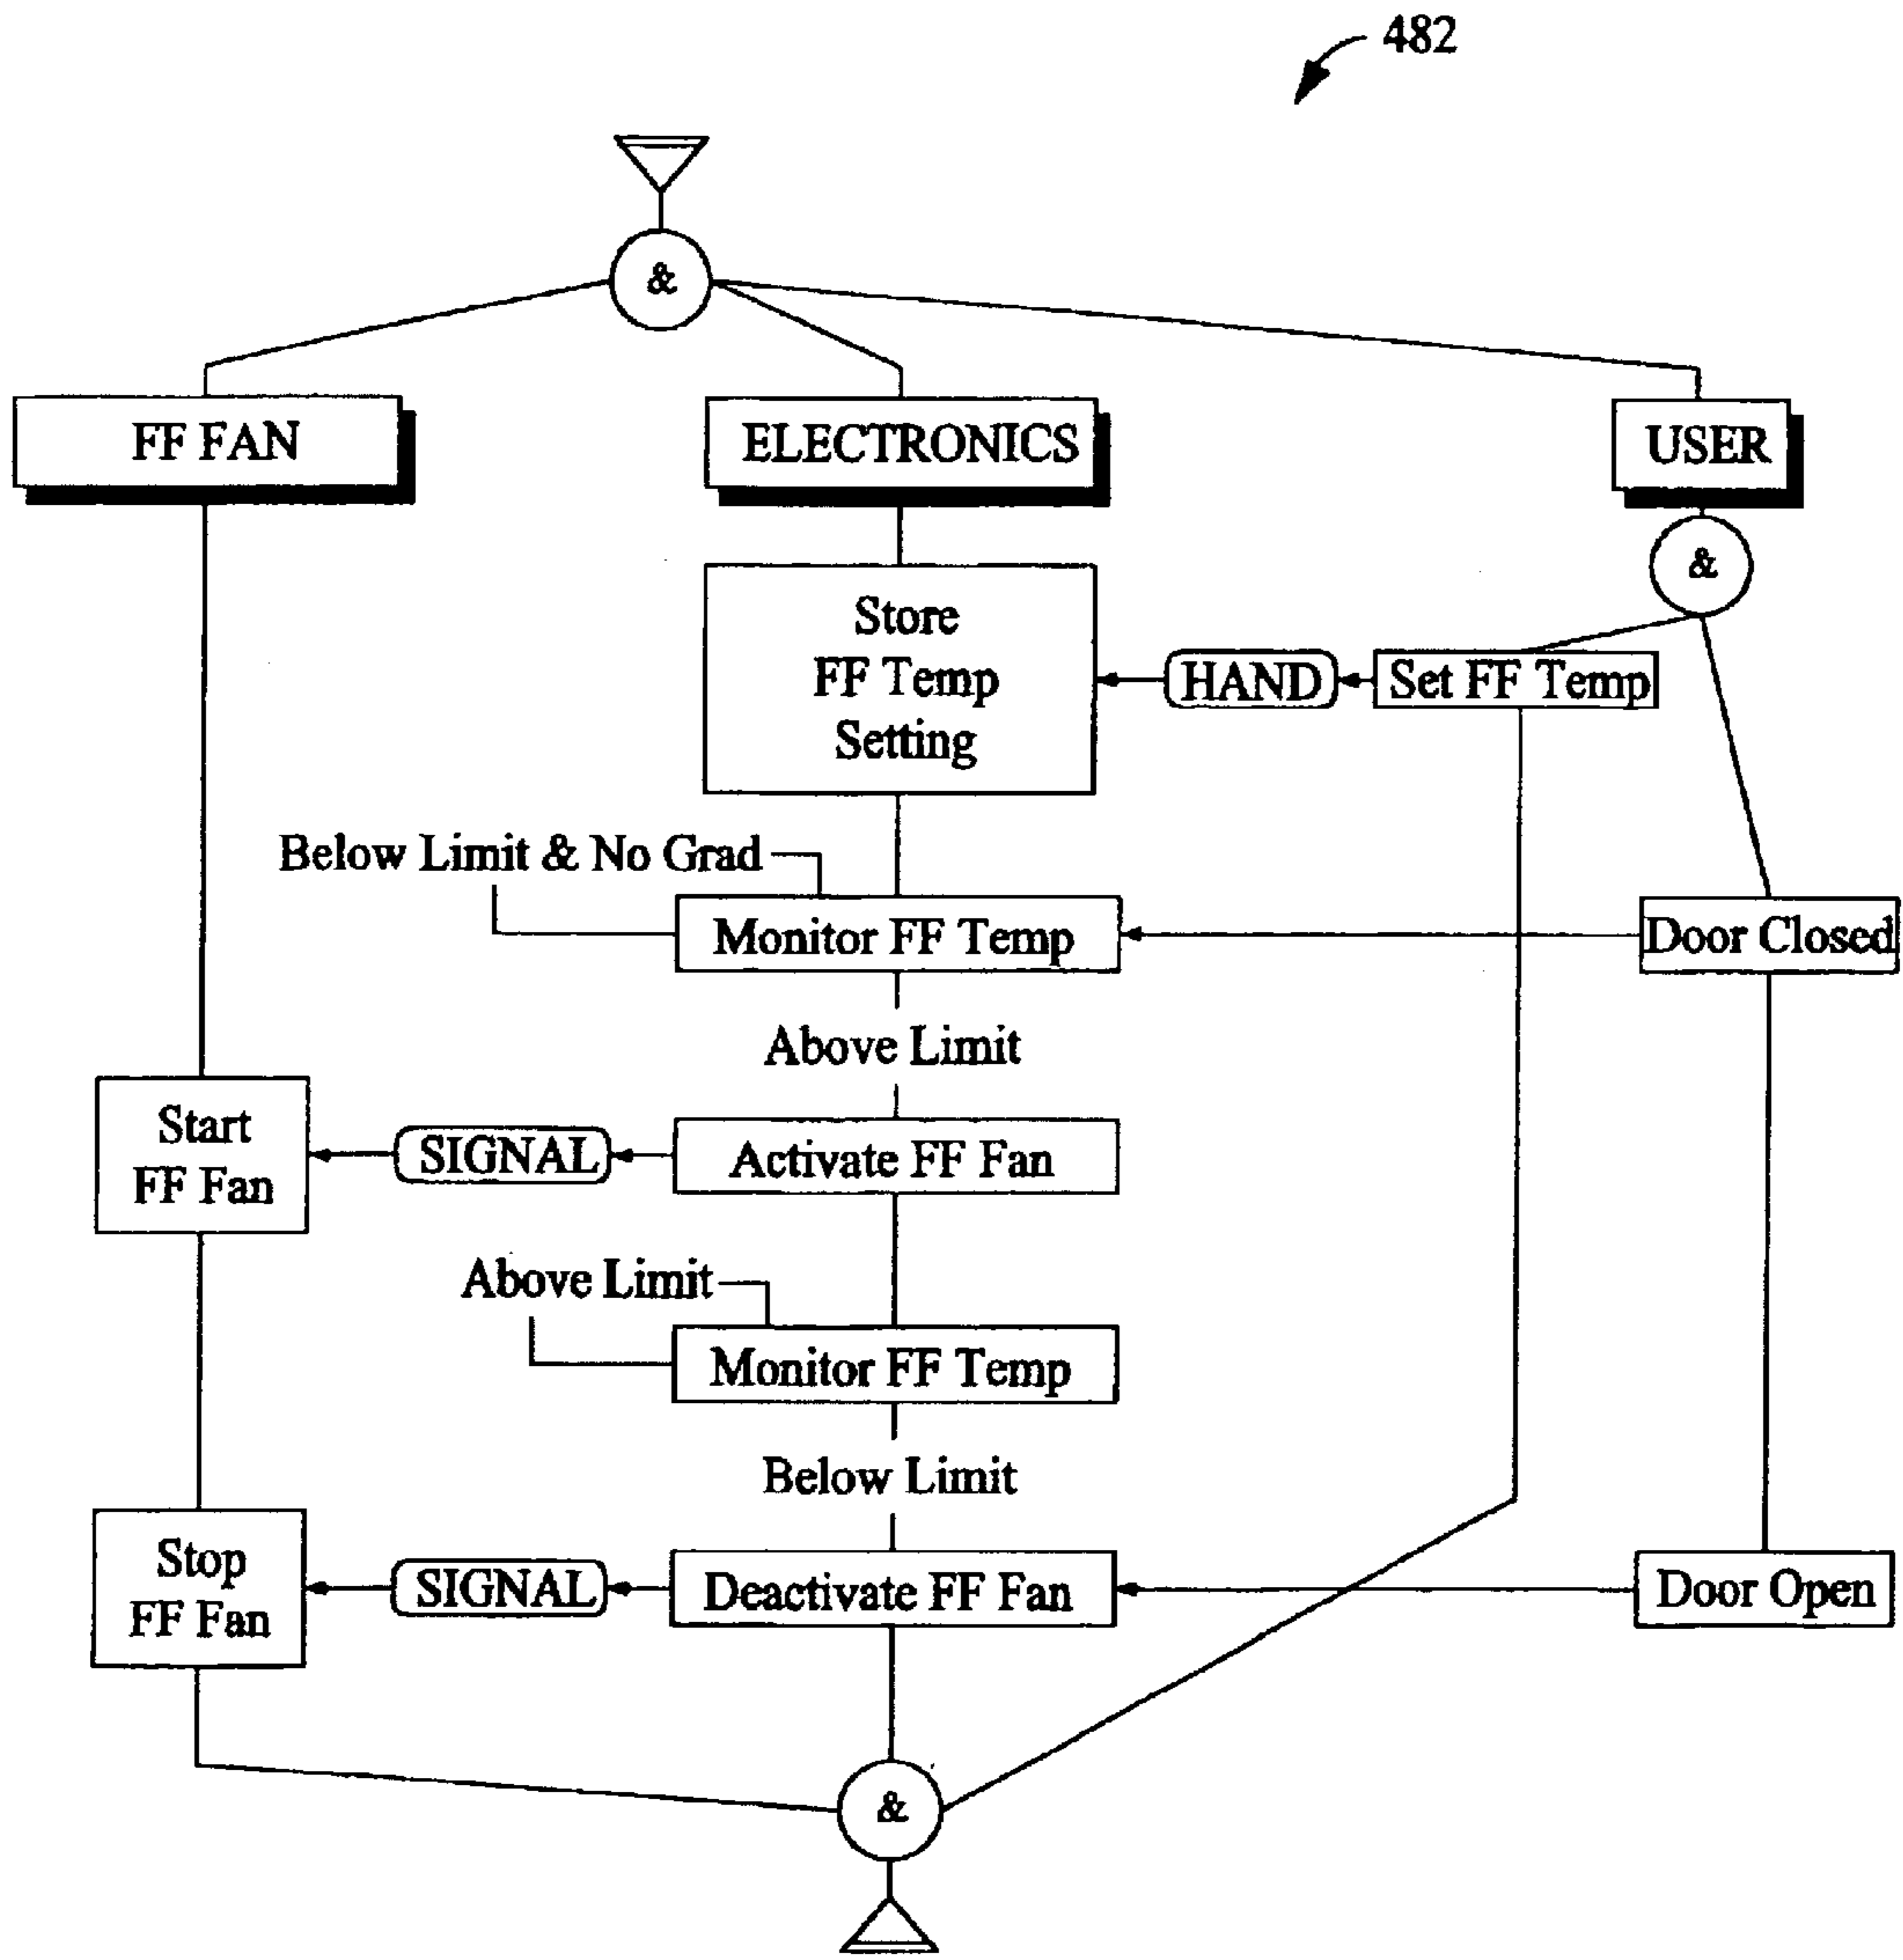 482
&
FF FAN
ELECTRONICS
USER
&
Store
FF Temp
Setting
HAND
Set FF Temp
Below Limit & No Grad
Monitor FF Temp
Door Closed
Above Limit
Start
FF Fan
SIGNAL
Activate FF Fan
Above Limit
Monitor FF Temp
Below Limit
Stop
FF Fan
SIGNAL
Deactivate FF Fan
Door Open
&